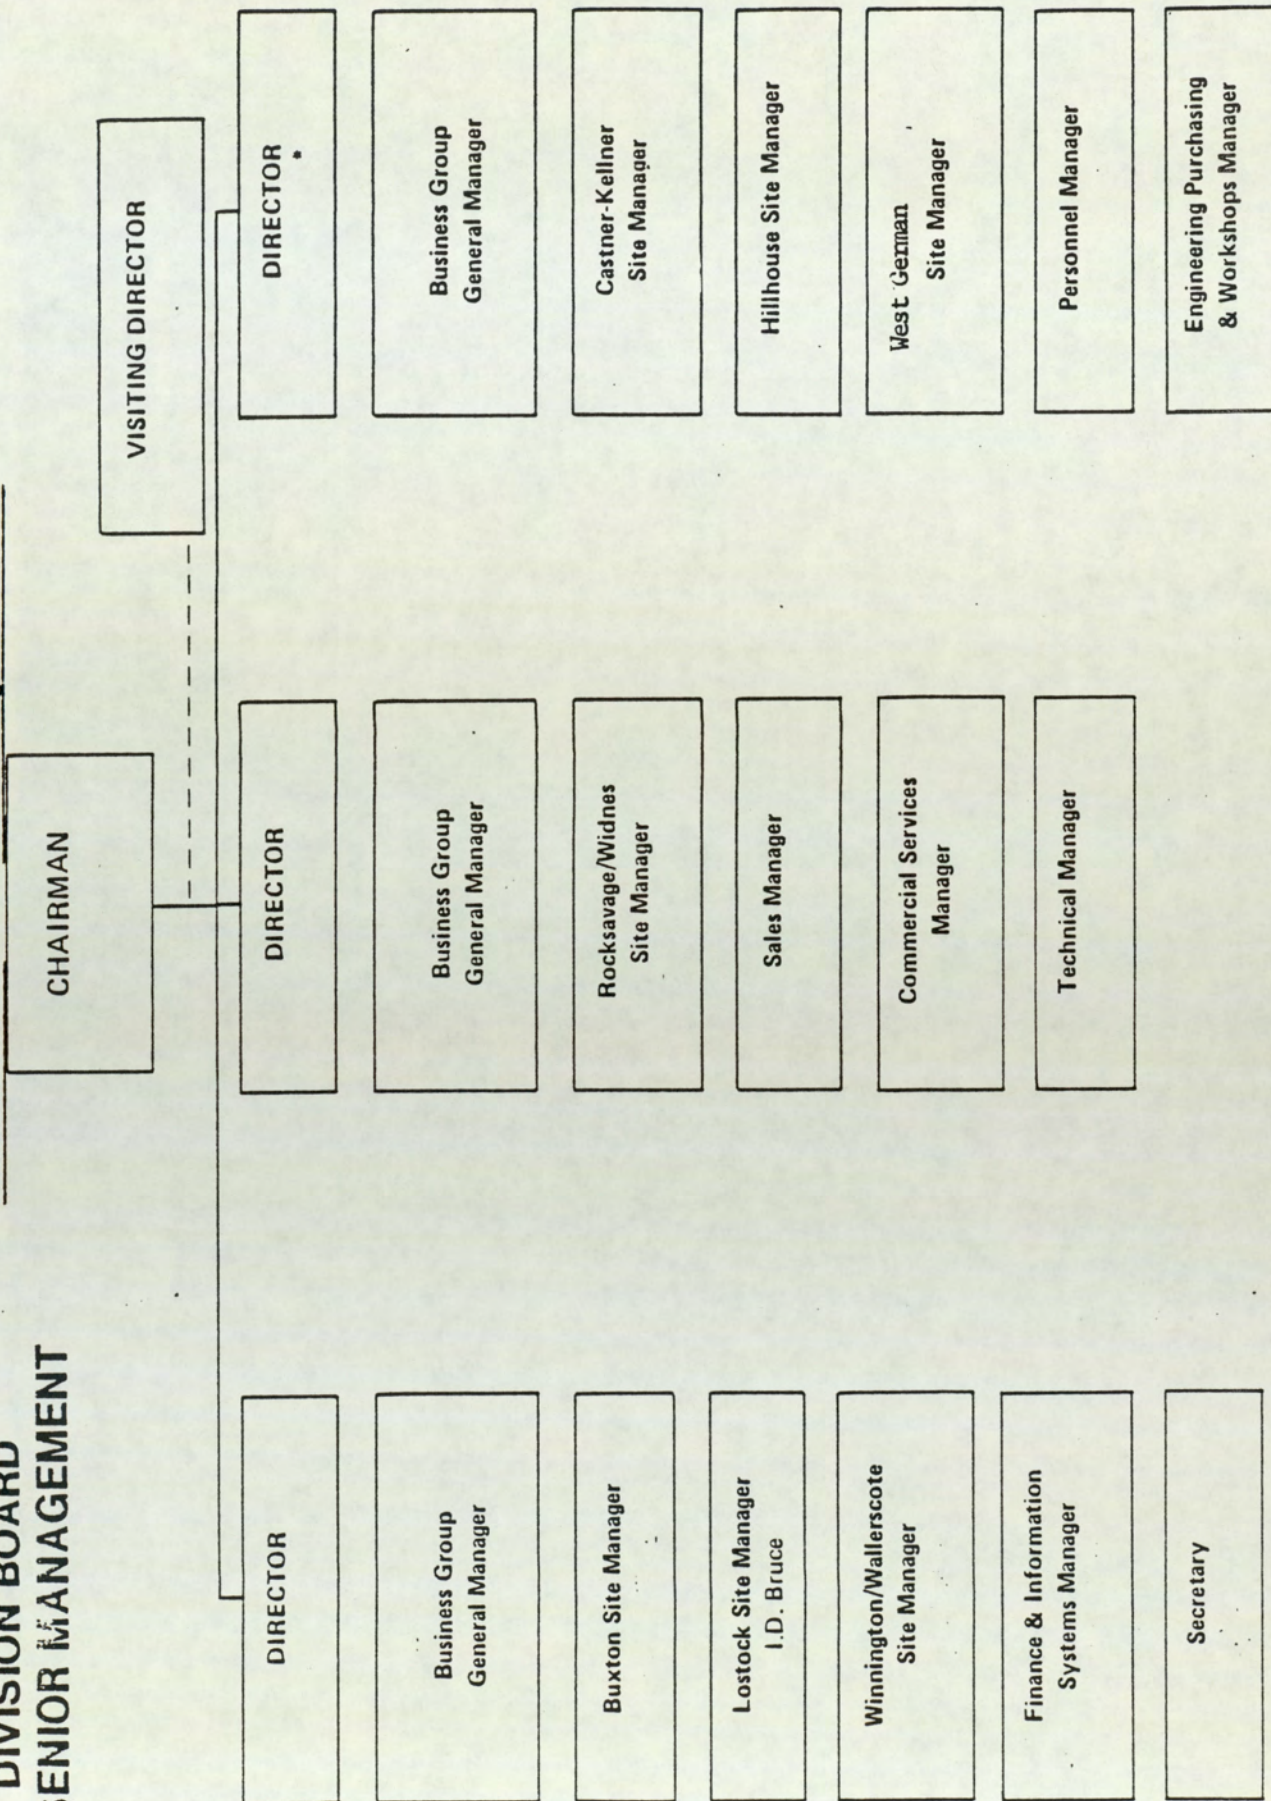 DIVISION BOARD
SENIOR MANAGEMENT
CHAIRMAN
VISITING DIRECTOR
DIRECTOR
Business Group
General Manager
Buxton Site Manager
Lostock Site Manager
I.D. Bruce
Winnington/Wallerscote
Site Manager
Finance & Information
Systems Manager
Secretary
DIRECTOR
Business Group
General Manager
Rocksavage/Widnes
Site Manager
Sales Manager
Commercial Services
Manager
Technical Manager
DIRECTOR
*
Business Group
General Manager
Castner-Kellner
Site Manager
Hillhouse Site Manager
West German
Site Manager
Personnel Manager
Engineering Purchasing
& Workshops Manager